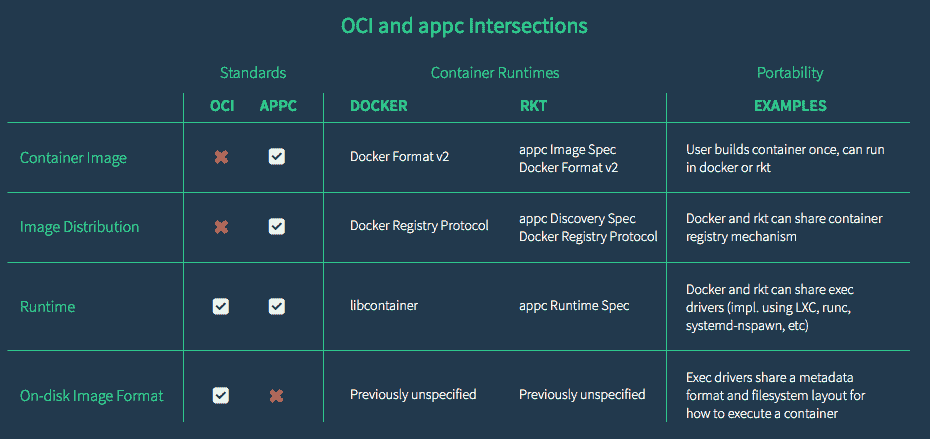 OCI and appc Intersections
Standards
Container Runtimes
Portability
OCI
APPC
DOCKER
RKT
EXAMPLES
Container Image
Docker Format v2
appc Image Spec
Docker Format v2
User builds container once, can run
in docker or rkt
Image Distribution
Docker Registry Protocol
appc Discovery Spec
Docker Registry Protocol
Docker and rkt can share container
registry mechanism
Runtime
libcontainer
appc Runtime Spec
Docker and rkt can share exec
drivers (impl. using LXC, runc,
systemd-nspawn, etc)
On-disk Image Format
Previously unspecified
Previously unspecified
Exec drivers share a metadata
format and filesystem layout for
how to execute a container